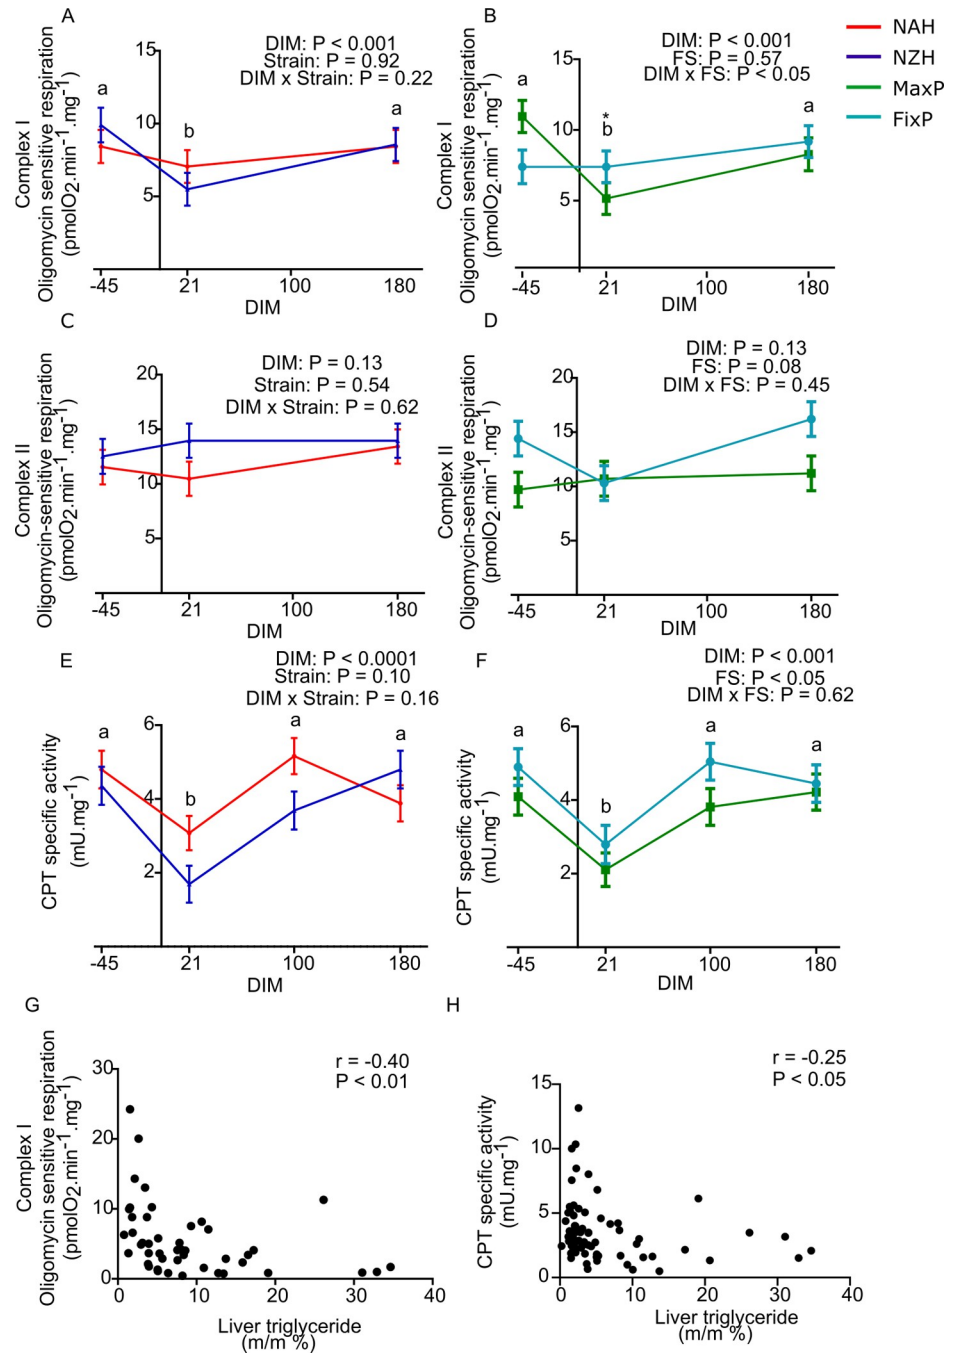 A
Complex I
Oligomycin sensitive respiration
(pmolO2.min-1.mg-1)
DIM: P < 0.001
Strain: P = 0.92
DIM x Strain: P = 0.22
15
10
5
a
b
a
-45
21
100
180
DIM
B
Complex I
Oligomycin sensitive respiration
(pmolO2.min-1.mg-1)
DIM: P < 0.001
FS: P = 0.57
DIM x FS: P < 0.05
15
10
5
a
*
b
a
-45
21
100
180
DIM
NAH
NZH
MaxP
FixP
C
Complex II
Oligomycin-sensitive respiration
(pmolO2.min-1.mg-1)
DIM: P = 0.13
Strain: P = 0.54
DIM x Strain: P = 0.62
20
15
10
5
-45
21
100
180
DIM
D
Complex II
Oligomycin-sensitive respiration
(pmolO2.min-1.mg-1)
DIM: P = 0.13
FS: P = 0.08
DIM x FS: P = 0.45
20
15
10
5
-45
21
100
180
DIM
E
CPT specific activity
(mU.mg-1)
DIM: P < 0.0001
Strain: P = 0.10
DIM x Strain: P = 0.16
6
4
2
a
b
a
a
-45
21
100
180
DIM
F
CPT specific activity
(mU.mg-1)
DIM: P < 0.001
FS: P < 0.05
DIM x FS: P = 0.62
6
4
2
a
b
a
a
-45
21
100
180
DIM
G
Complex I
Oligomycin sensitive respiration
(pmolO2.min-1.mg-1)
r = -0.40
P < 0.01
30
20
10
0
0
10
20
30
40
Liver triglyceride
(m/m %)
H
CPT specific activity
(mU.mg-1)
r = -0.25
P < 0.05
15
10
5
0
0
10
20
30
40
Liver triglyceride
(m/m %)